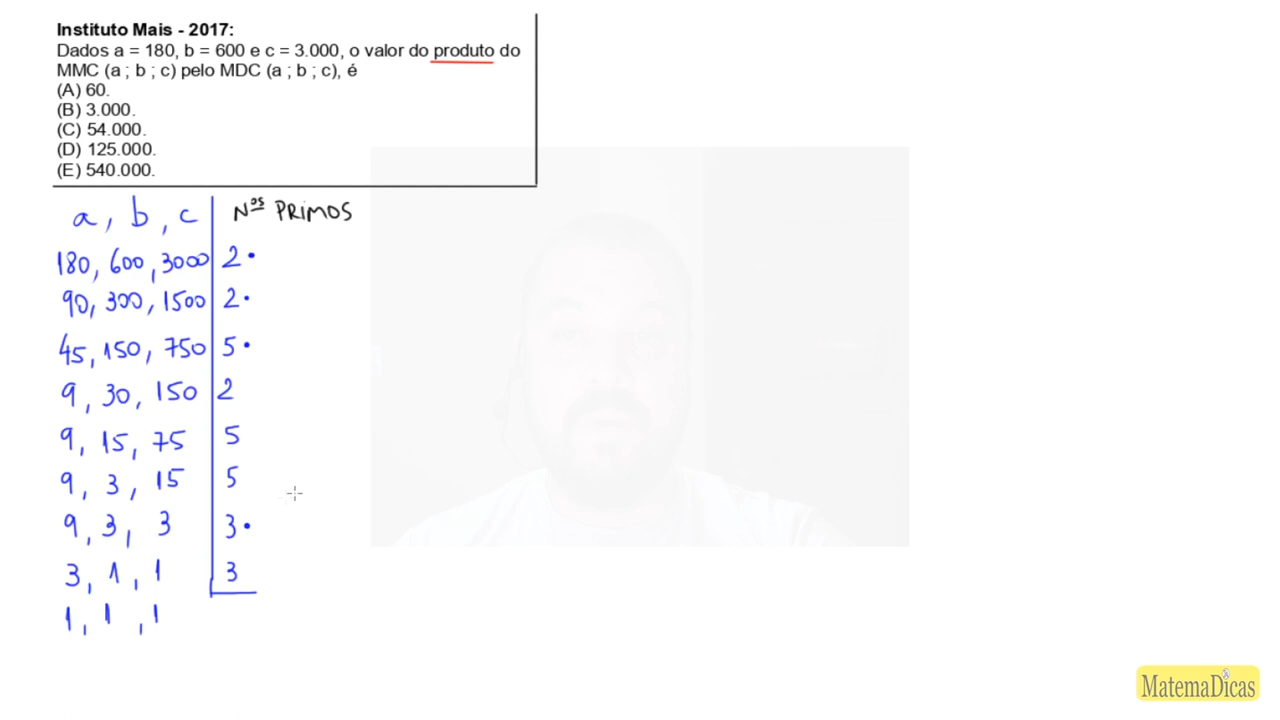 Instituto Mais - 2017:
Dados a = 180, b = 600 e c = 3.000, o valor do produto do
MMC (a ; b ; c) pelo MDC (a ; b ; c), é
(A) 60.
(B) 3.000.
(C) 54.000.
(D) 125.000.
(E) 540.000.
a, b, c Nºs PRIMOS
180, 600, 3000 2 •
90, 300, 1500 2 •
45, 150, 750 5 •
9, 30, 150 2
9, 15, 75 5
9, 3, 15 5
9, 3, 3 3 •
3, 1, 1 3
1, 1, 1
MatemaDicas